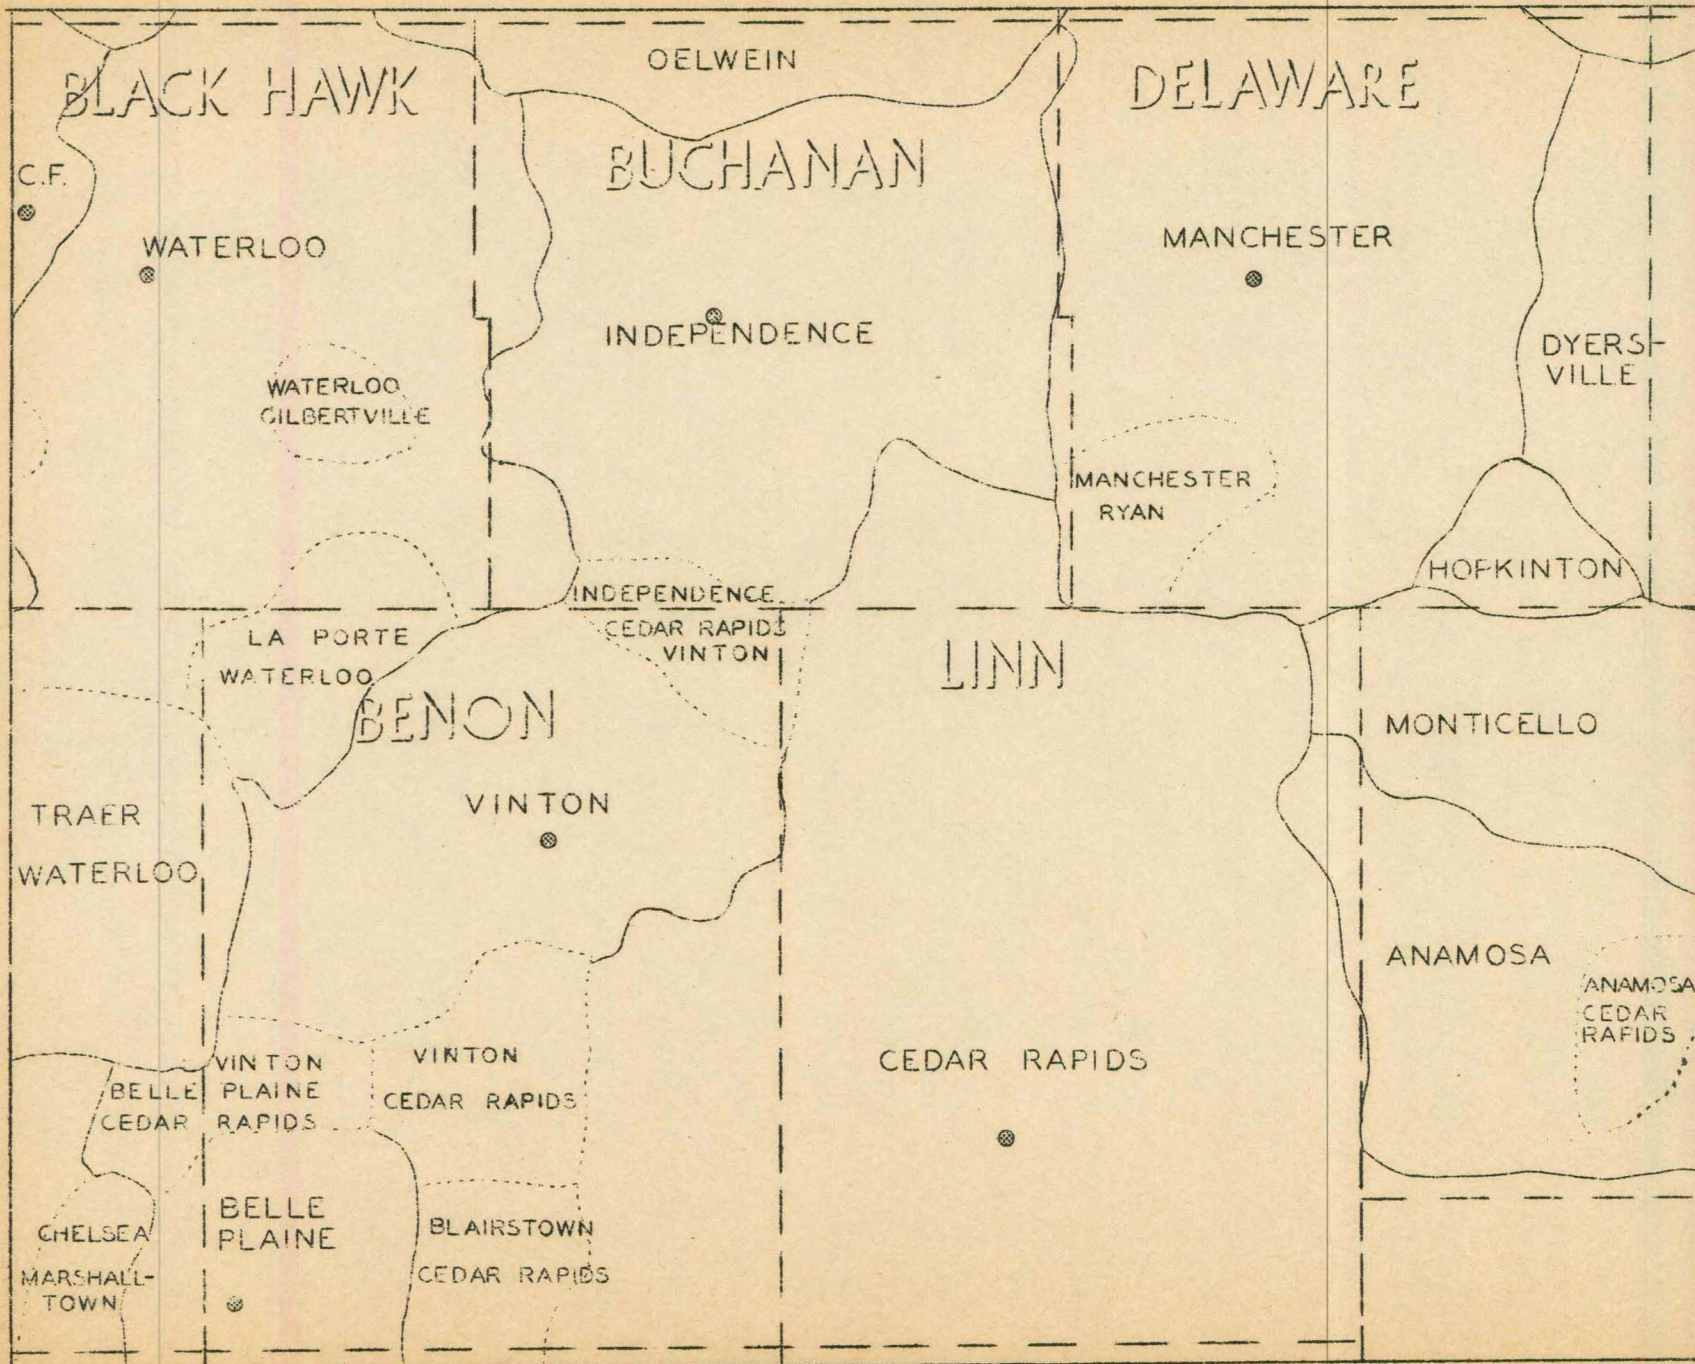 OELWEIN
BLACK HAWK
DELAWARE
BUCHANAN
C.F.
WATERLOO
MANCHESTER
INDEPENDENCE
DYERS-
VILLE
WATERLOO
GILBERTVILLE
MANCHESTER
RYAN
HOPKINTON
INDEPENDENCE
CEDAR RAPIDS
VINTON
LA PORTE
WATERLOO
LINN
BENON
MONTICELLO
VINTON
TRAER
WATERLOO
ANAMOSA
ANAMOSA
CEDAR
RAPIDS
VINTON
BELLE PLAINE
CEDAR RAPIDS
VINTON
CEDAR RAPIDS
CEDAR RAPIDS
BELLE
PLAINE
CHELSEA
MARSHALL-
TOWN
BLAIRSTOWN
CEDAR RAPIDS